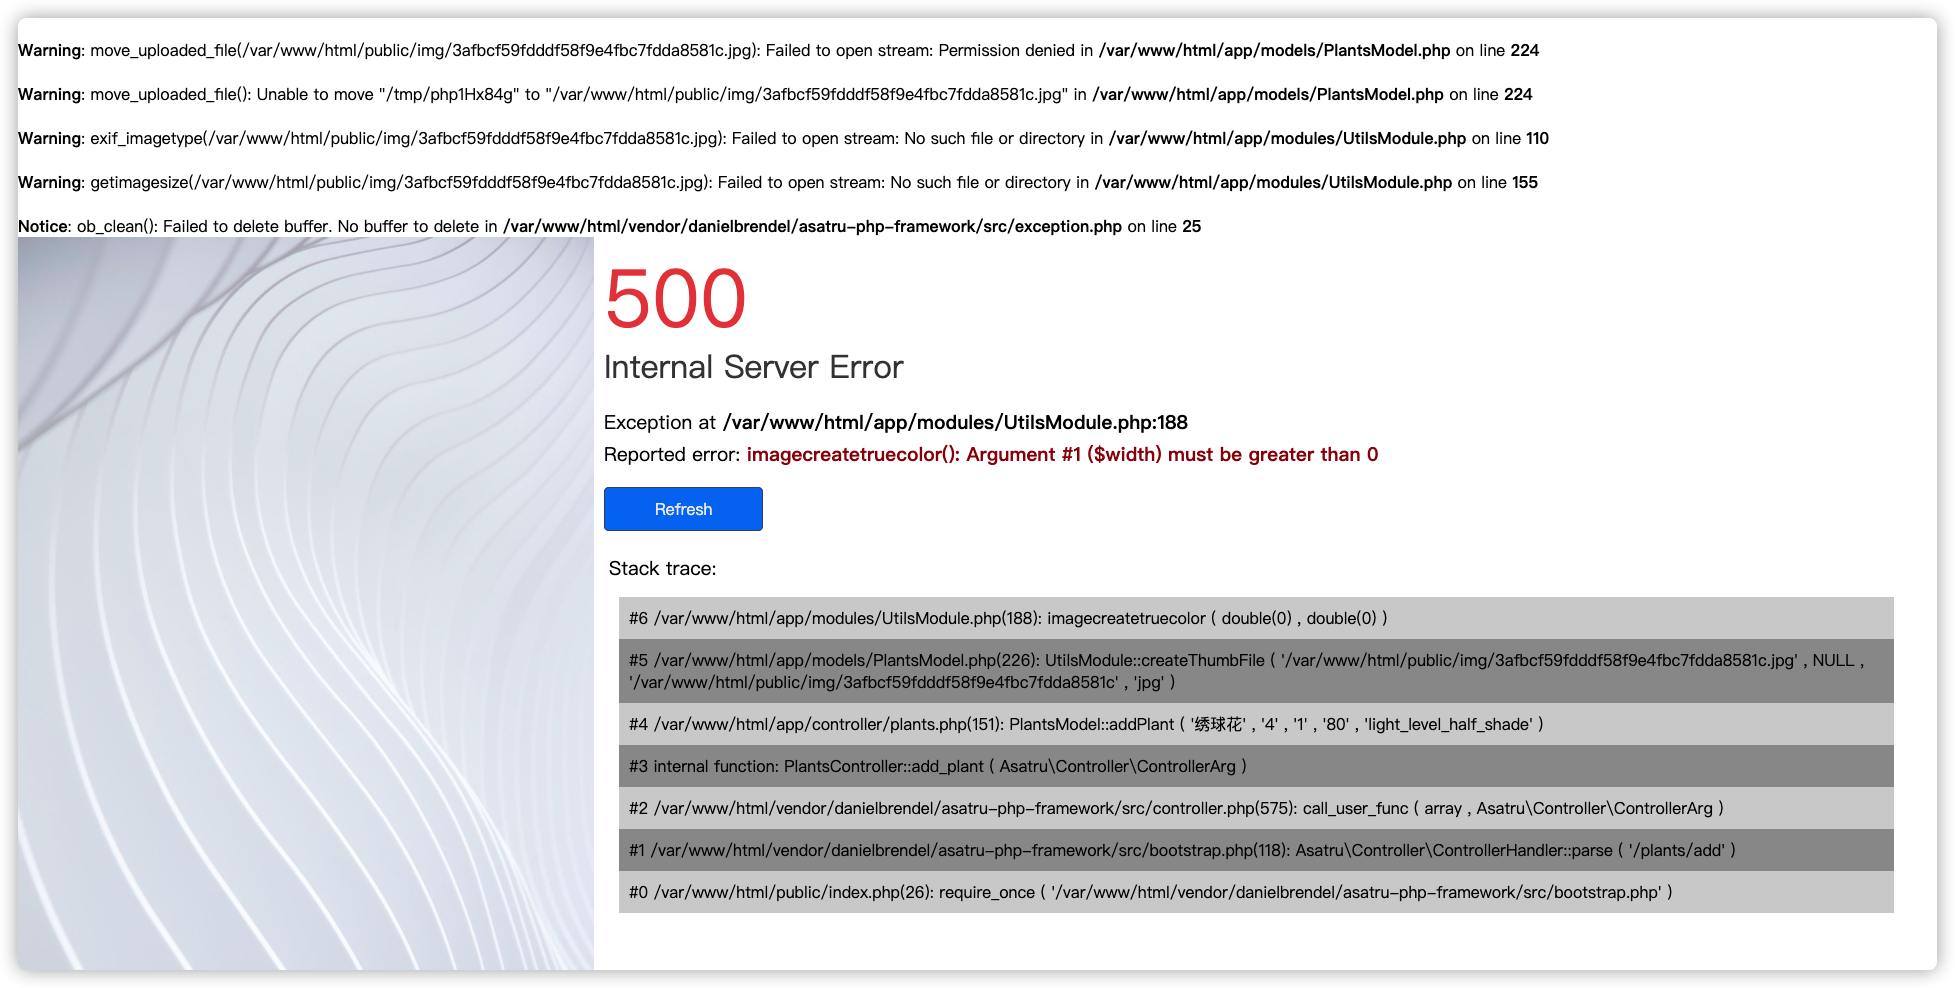 Warning: move_uploaded_file(/var/www/html/public/img/3afbcf59fdddf58f9e4fbc7fdda8581c.jpg): Failed to open stream: Permission denied in /var/www/html/app/models/PlantsModel.php on line 224
Warning: move_uploaded_file(): Unable to move "/tmp/php1Hx84g" to "/var/www/html/public/img/3afbcf59fdddf58f9e4fbc7fdda8581c.jpg" in /var/www/html/app/models/PlantsModel.php on line 224
Warning: exif_imagetype(/var/www/html/public/img/3afbcf59fdddf58f9e4fbc7fdda8581c.jpg): Failed to open stream: No such file or directory in /var/www/html/app/modules/UtilsModule.php on line 110
Warning: getimagesize(/var/www/html/public/img/3afbcf59fdddf58f9e4fbc7fdda8581c.jpg): Failed to open stream: No such file or directory in /var/www/html/app/modules/UtilsModule.php on line 155
Notice: ob_clean(): Failed to delete buffer. No buffer to delete in /var/www/html/vendor/danielbrendel/asatru-php-framework/src/exception.php on line 25
500
Internal Server Error
Exception at /var/www/html/app/modules/UtilsModule.php:188
Reported error: imagecreatetruecolor(): Argument #1 ($width) must be greater than 0
Refresh
Stack trace:
#6 /var/www/html/app/modules/UtilsModule.php(188): imagecreatetruecolor ( double(0) , double(0) )
#5 /var/www/html/app/models/PlantsModel.php(226): UtilsModule::createThumbFile ( '/var/www/html/public/img/3afbcf59fdddf58f9e4fbc7fdda8581c.jpg' , NULL ,
'/var/www/html/public/img/3afbcf59fdddf58f9e4fbc7fdda8581c' , 'jpg' )
#4 /var/www/html/app/controller/plants.php(151): PlantsModel::addPlant ( '绣球花' , '4' , '1' , '80' , 'light_level_half_shade' )
#3 internal function: PlantsController::add_plant ( Asatru\Controller\ControllerArg )
#2 /var/www/html/vendor/danielbrendel/asatru-php-framework/src/controller.php(575): call_user_func ( array , Asatru\Controller\ControllerArg )
#1 /var/www/html/vendor/danielbrendel/asatru-php-framework/src/bootstrap.php(118): Asatru\Controller\ControllerHandler::parse ( '/plants/add' )
#0 /var/www/html/public/index.php(26): require_once ( '/var/www/html/vendor/danielbrendel/asatru-php-framework/src/bootstrap.php' )